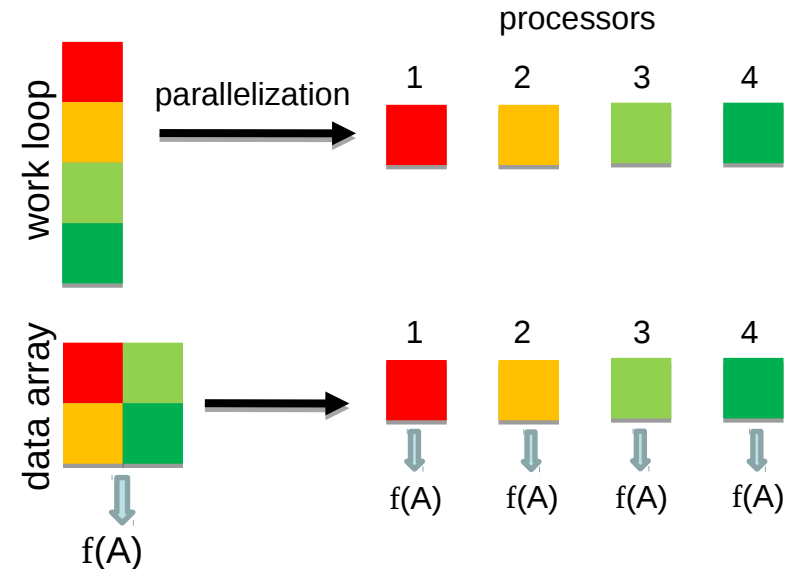 processors
work loop
parallelization
1 2 3 4
data array
1 2 3 4
f(A) f(A) f(A) f(A)
f(A)